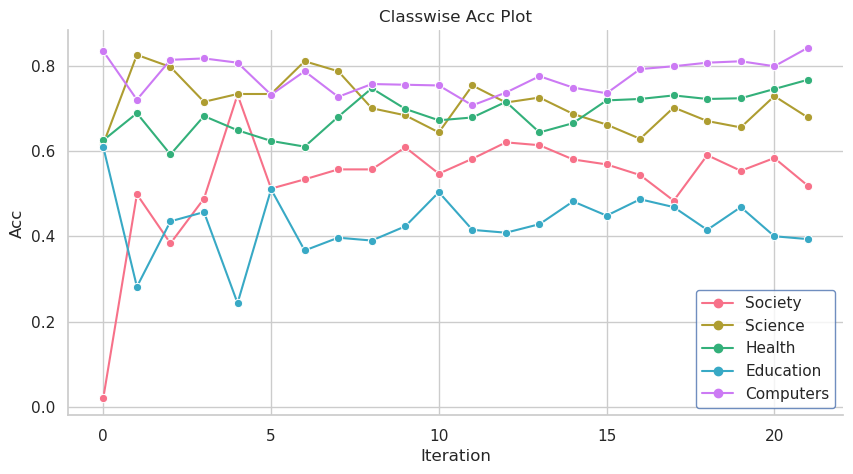 Classwise Acc Plot
Acc
0.8
0.6
0.4
0.2
0.0
0 5 10 15 20
Iteration
Society
Science
Health
Education
Computers